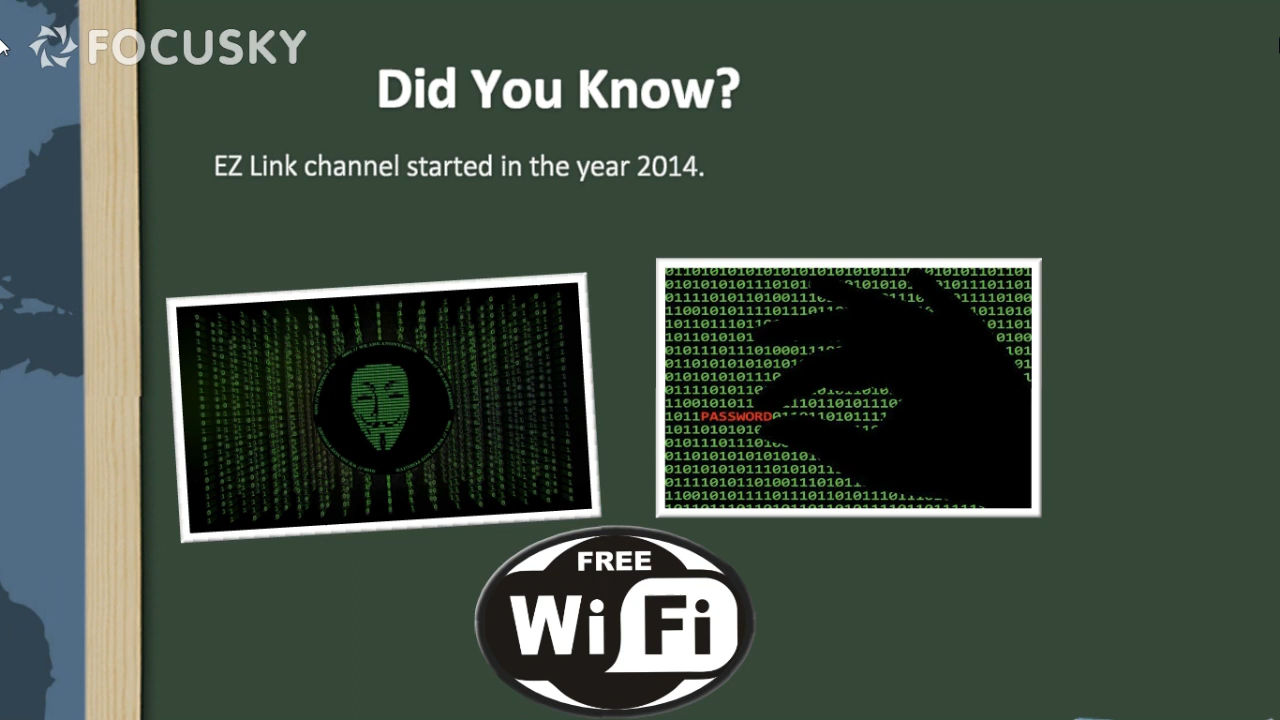 FOCUSKY
Did You Know?
EZ Link channel started in the year 2014.
PASSWORD
FREE
WiFi